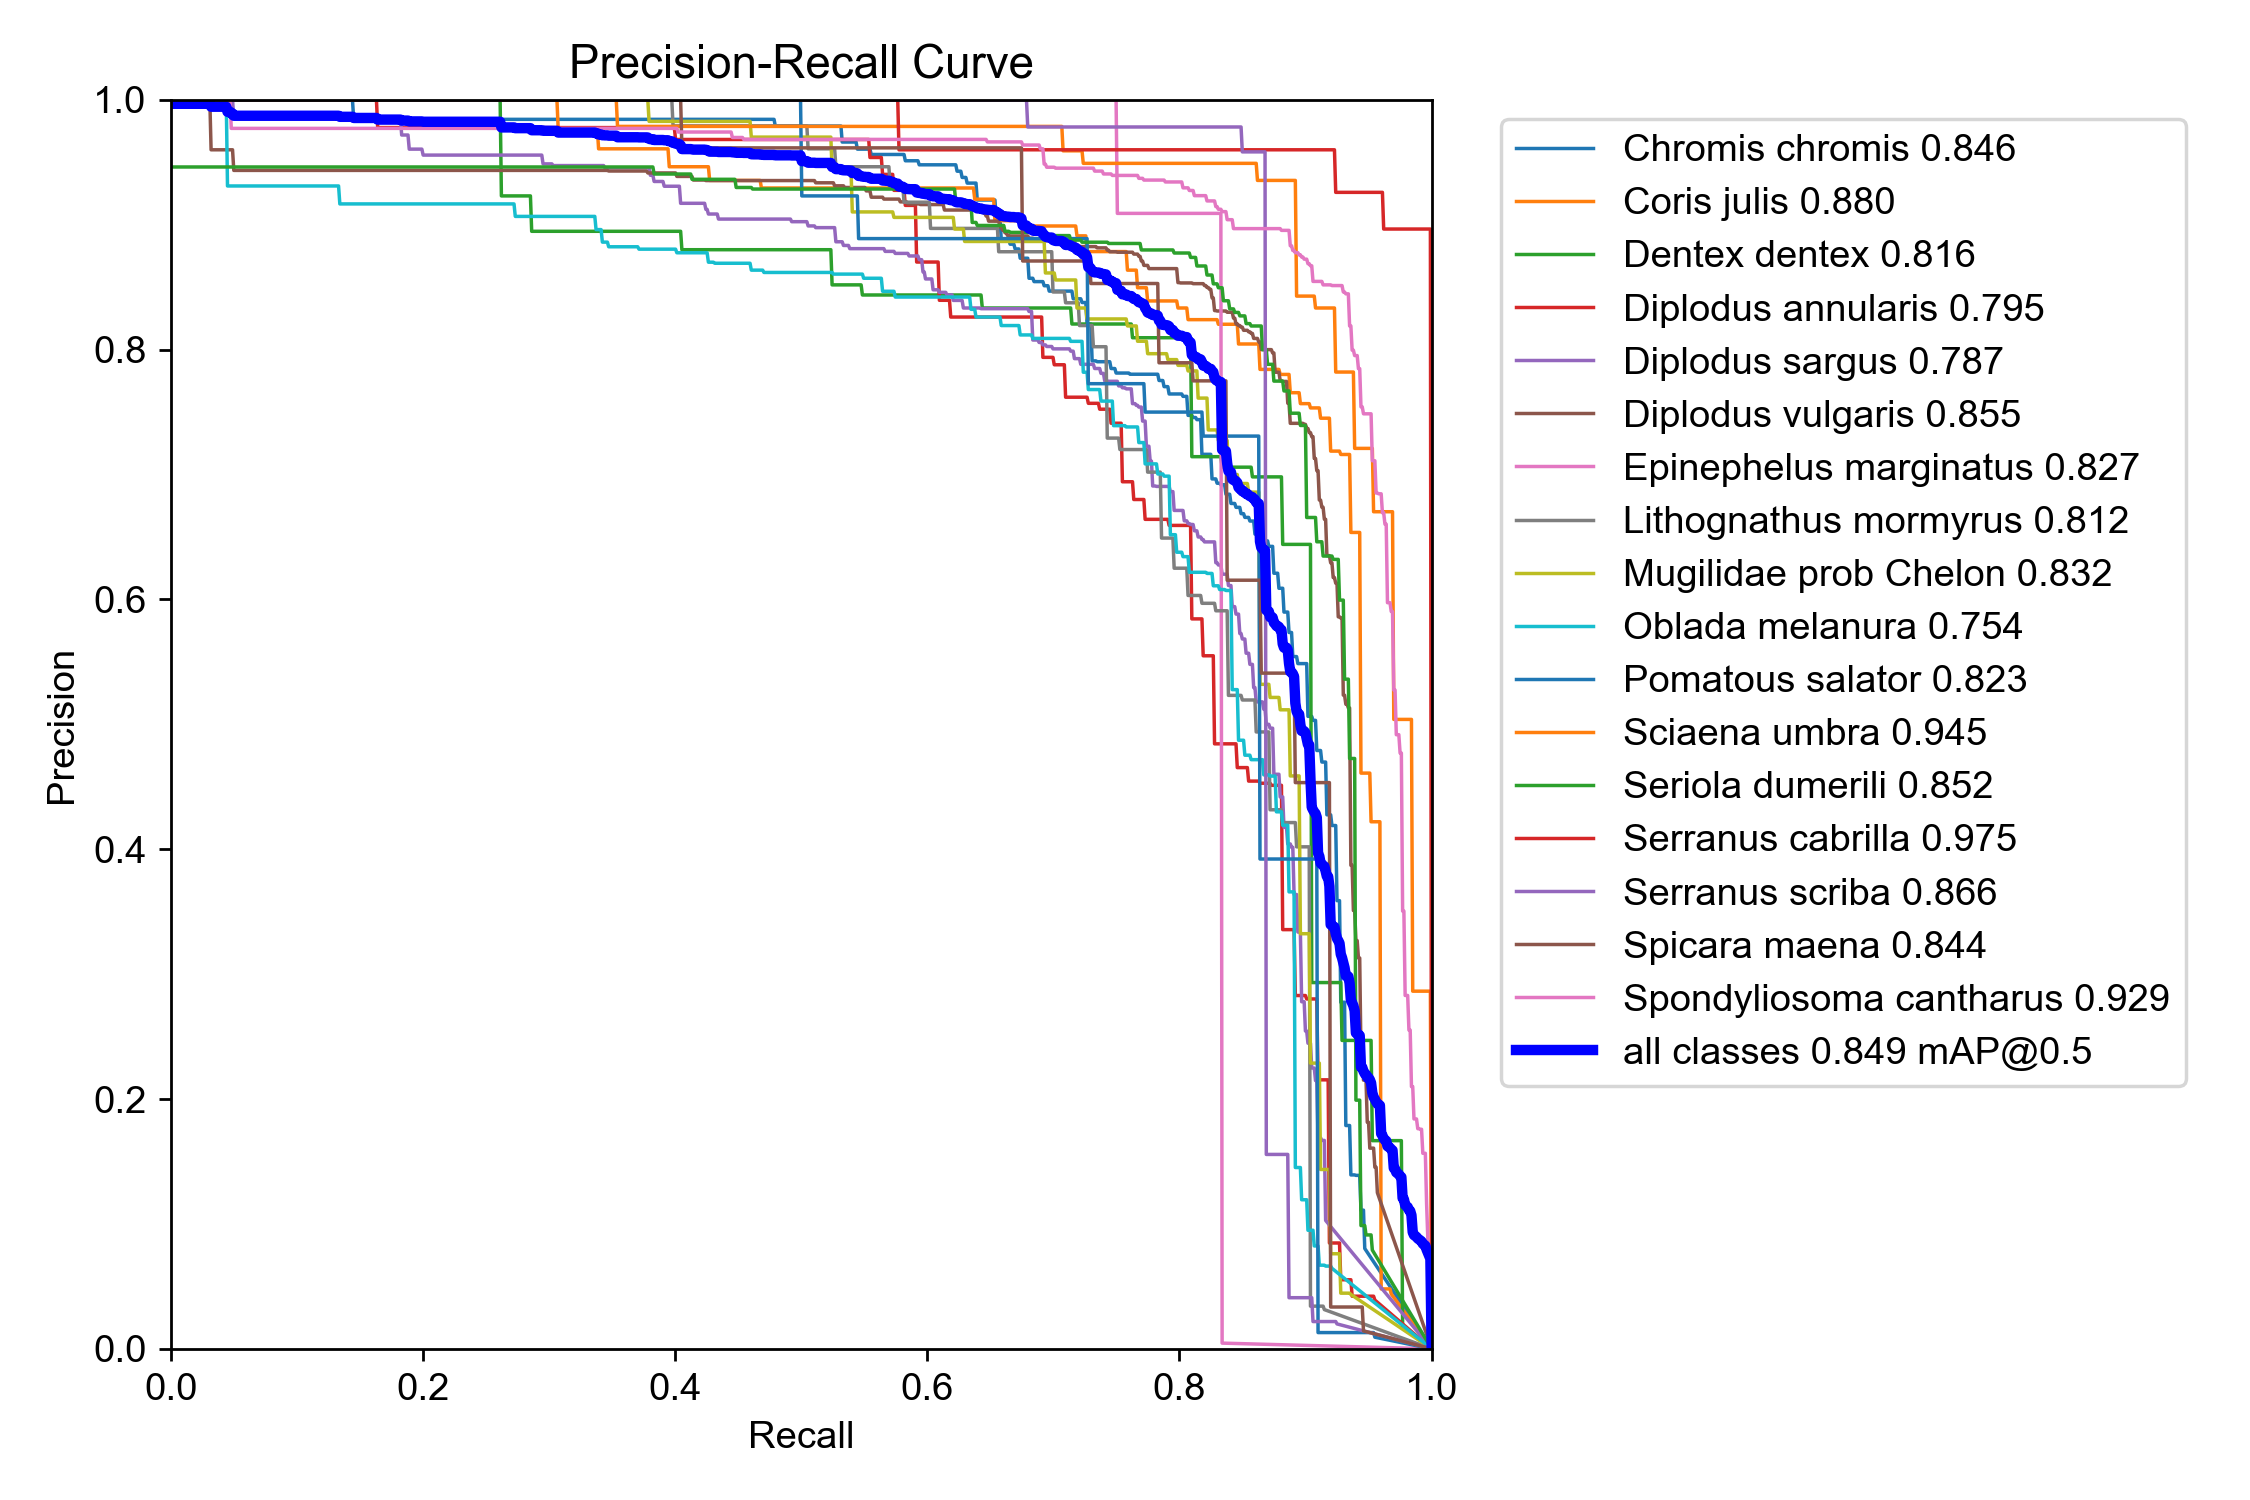 Precision-Recall Curve
1.0
0.8
0.6
0.4
0.2
0.0
Precision
0.0 0.2 0.4 0.6 0.8 1.0
Recall
Chromis chromis 0.846
Coris julis 0.880
Dentex dentex 0.816
Diplodus annularis 0.795
Diplodus sargus 0.787
Diplodus vulgaris 0.855
Epinephelus marginatus 0.827
Lithognathus mormyrus 0.812
Mugilidae prob Chelon 0.832
Oblada melanura 0.754
Pomatous salator 0.823
Sciaena umbra 0.945
Seriola dumerili 0.852
Serranus cabrilla 0.975
Serranus scriba 0.866
Spicara maena 0.844
Spondyliosoma cantharus 0.929
all classes 0.849 mAP@0.5